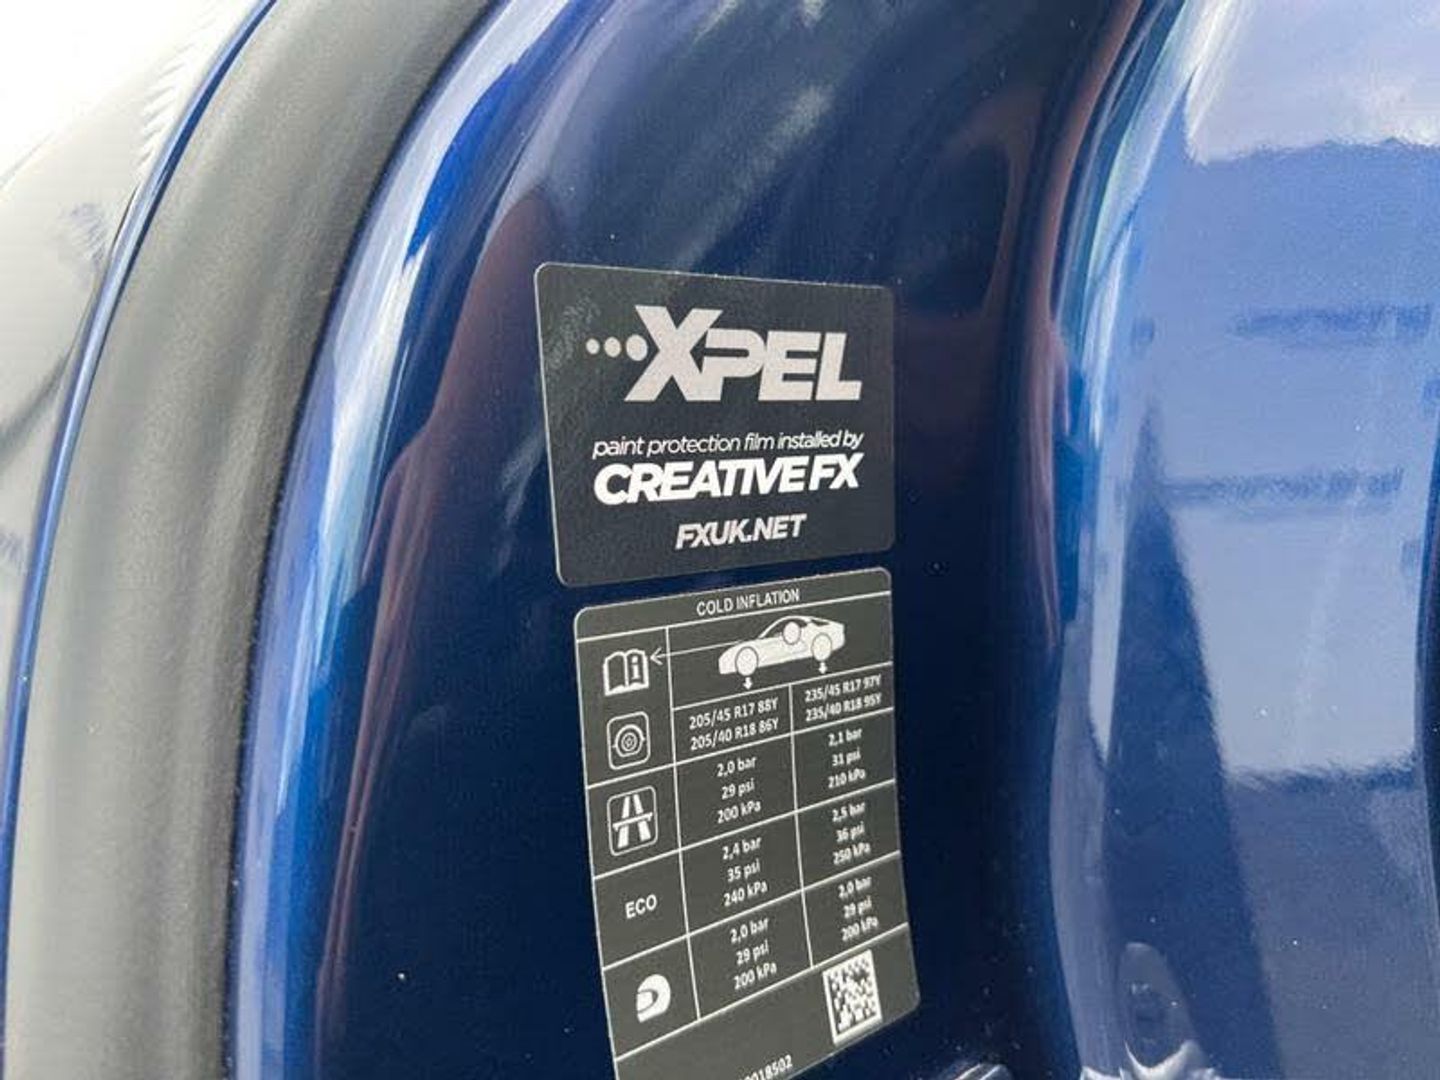 XPEL
paint protection film installed by
CREATIVE FX
FXUK.NET
COLD INFLATION
i
205/45 R17 88Y
205/40 R18 86Y
235/45 R17 97Y
235/40 R18 95Y
2,0 bar
29 psi
200 kPa
2,1 bar
31 psi
210 kPa
ECO
2,4 bar
35 psi
240 kPa
2,5 bar
36 psi
250 kPa
2,0 bar
29 psi
200 kPa
2,0 bar
29 psi
200 kPa